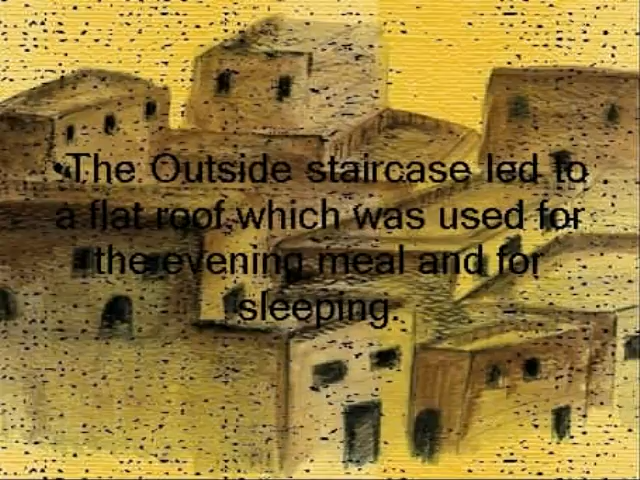 •The Outside staircase led to
a flat roof which was used for
the evening meal and for
sleeping.